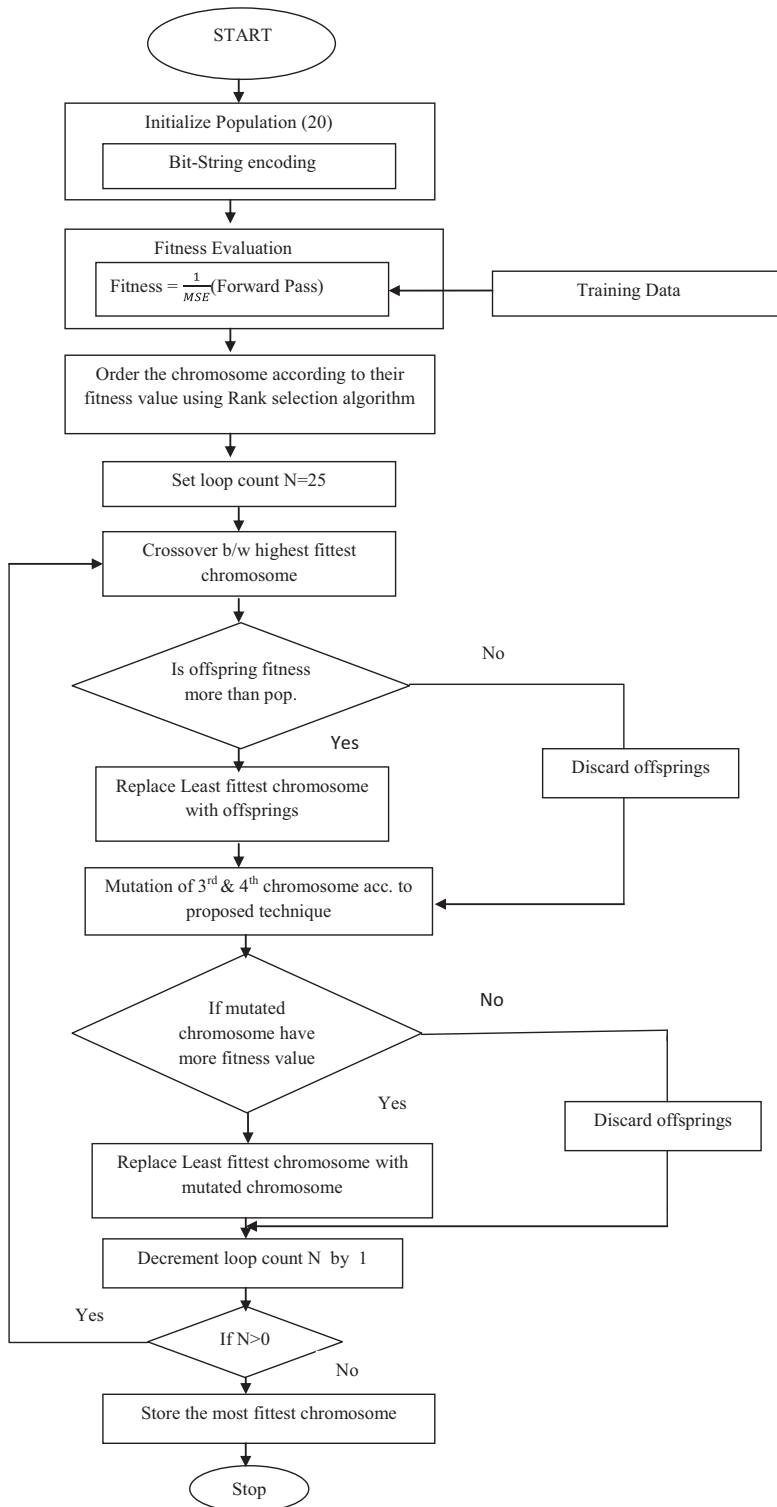 START
Initialize Population (20)
Bit-String encoding
Fitness Evaluation
Fitness = 1/MSE (Forward Pass)
Training Data
Order the chromosome according to their
fitness value using Rank selection algorithm
Set loop count N=25
Crossover b/w highest fittest
chromosome
Is offspring fitness
more than pop.
No
Yes
Discard offsprings
Replace Least fittest chromosome
with offsprings
Mutation of 3rd & 4th chromosome acc. to
proposed technique
If mutated
chromosome have
more fitness value
No
Yes
Discard offsprings
Replace Least fittest chromosome with
mutated chromosome
Decrement loop count N by 1
Yes
If N>0
No
Store the most fittest chromosome
Stop